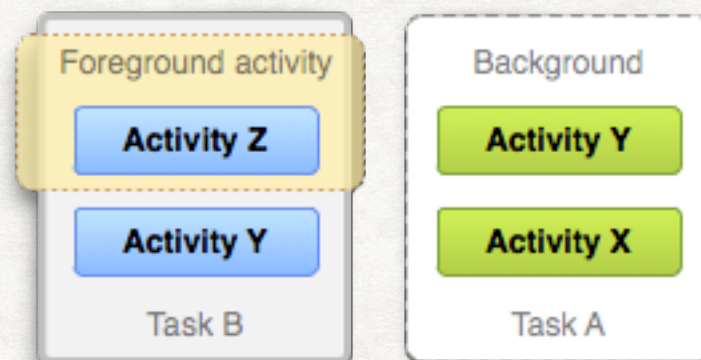 Foreground activity
Activity Z
Activity Y
Task B
Background
Activity Y
Activity X
Task A